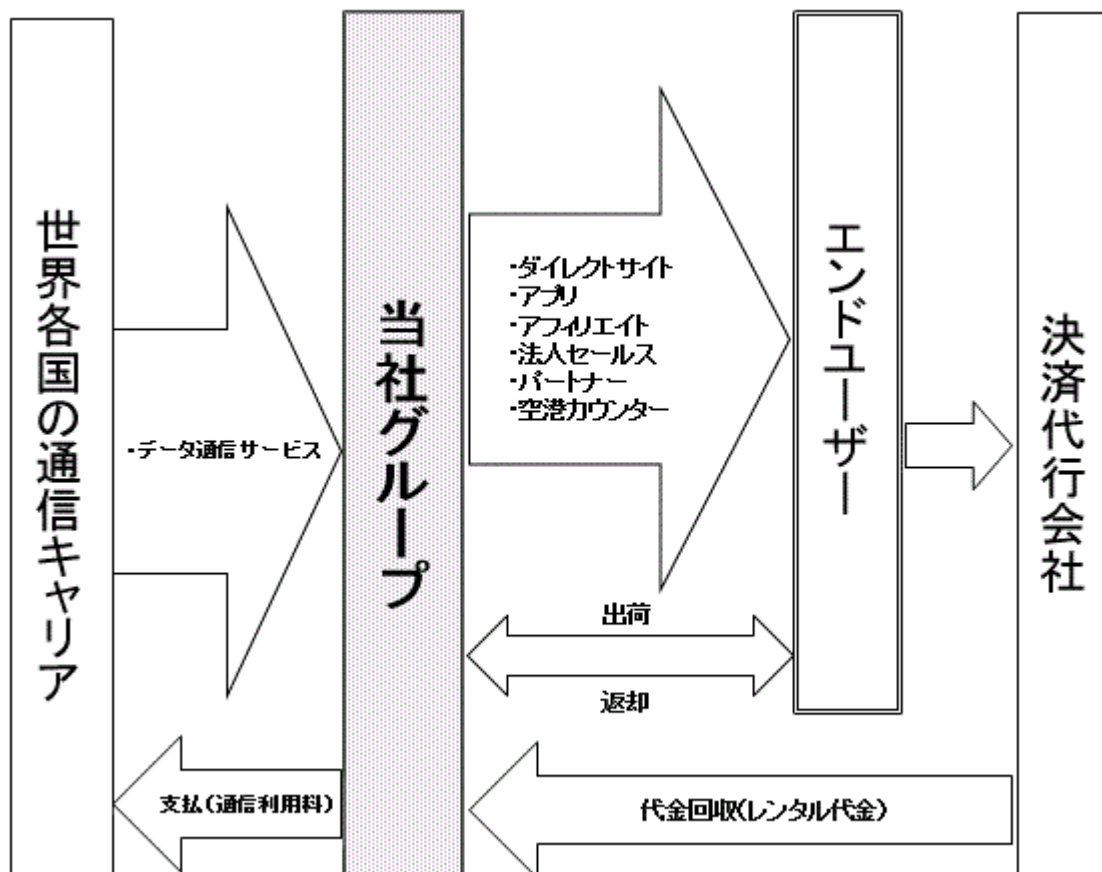 世界各国の通信キャリア
・データ通信サービス
当社グループ
・ダイレクトサイト
・アプリ
・アフィリエイト
・法人セールス
・パートナー
・空港カウンター
エンドユーザー
決済代行会社
出荷
返却
支払(通信利用料)
代金回収(レンタル代金)